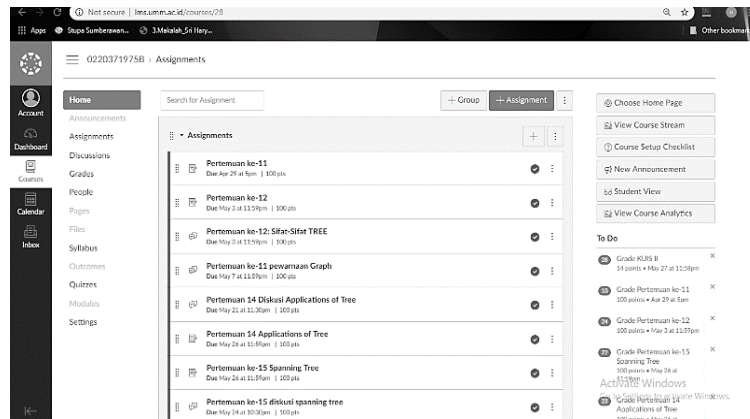 Not secure | lms.umm.ac.id/courses/28
Apps Stupa Sumberawan... 3.Makalah_Sri Hary... Other bookmar
0220371975B › Assignments
Account
Dashboard
Courses
Calendar
Inbox
Home
Announcements
Assignments
Discussions
Grades
People
Pages
Files
Syllabus
Outcomes
Quizzes
Modules
Settings
Search for Assignment
+ Group
+ Assignment
Assignments
Pertemuan ke-11
Due Apr 29 at 5pm | 100 pts
Pertemuan ke-12
Due May 3 at 11:59pm | 100 pts
Pertemuan ke-12: Sifat-Sifat TREE
Due May 3 at 11:59pm | 100 pts
Pertemuan ke-11 pewarnaan Graph
Due May 7 at 11:59pm | 100 pts
Pertemuan 14 Diskusi Applications of Tree
Due May 21 at 11:30pm | 100 pts
Pertemuan 14 Applications of Tree
Due May 26 at 11:59pm | 100 pts
Pertemuan ke-15 Spanning Tree
Due May 26 at 11:59pm | 100 pts
Pertemuan ke-15 diskusi spanning tree
Due May 24 at 10:30pm | 100 pts
Choose Home Page
View Course Stream
Course Setup Checklist
New Announcement
Student View
View Course Analytics
To Do
Grade KUIS II
14 points • May 27 at 11:58pm
Grade Pertemuan ke-11
100 points • Apr 29 at 5pm
24 Grade Pertemuan ke-12
100 points • May 3 at 11:59pm
22 Grade Pertemuan ke-15
Spanning Tree
100 points • May 26 at
11:59pm
Activate Windows
Go to Settings to activate Windows.
Grade Pertemuan 14
Applications of Tree